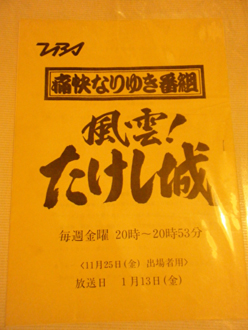 TBS
痛快なりゆき番組
風雲!
たけし城
毎週金曜 20時〜20時53分
<11月25日(金) 出場者用>
放送日 1月13日(金)